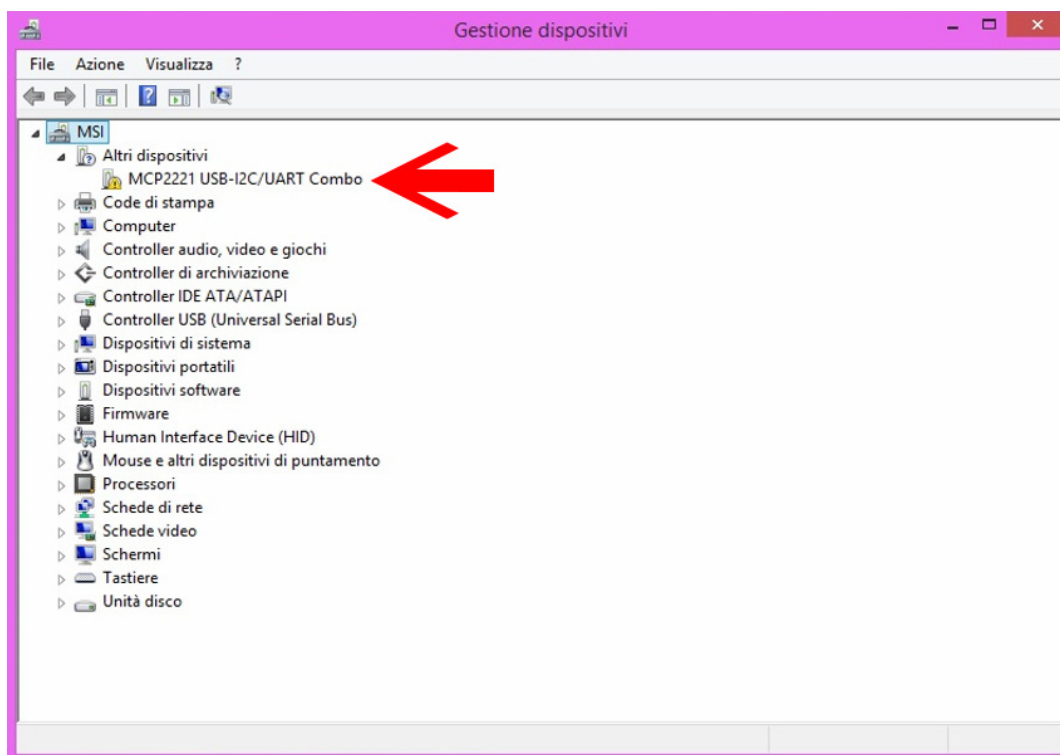 Gestione dispositivi
File Azione Visualizza ?
MSI
Altri dispositivi
MCP2221 USB-I2C/UART Combo
Code di stampa
Computer
Controller audio, video e giochi
Controller di archiviazione
Controller IDE ATA/ATAPI
Controller USB (Universal Serial Bus)
Dispositivi di sistema
Dispositivi portatili
Dispositivi software
Firmware
Human Interface Device (HID)
Mouse e altri dispositivi di puntamento
Processori
Schede di rete
Schede video
Schermi
Tastiere
Unità disco